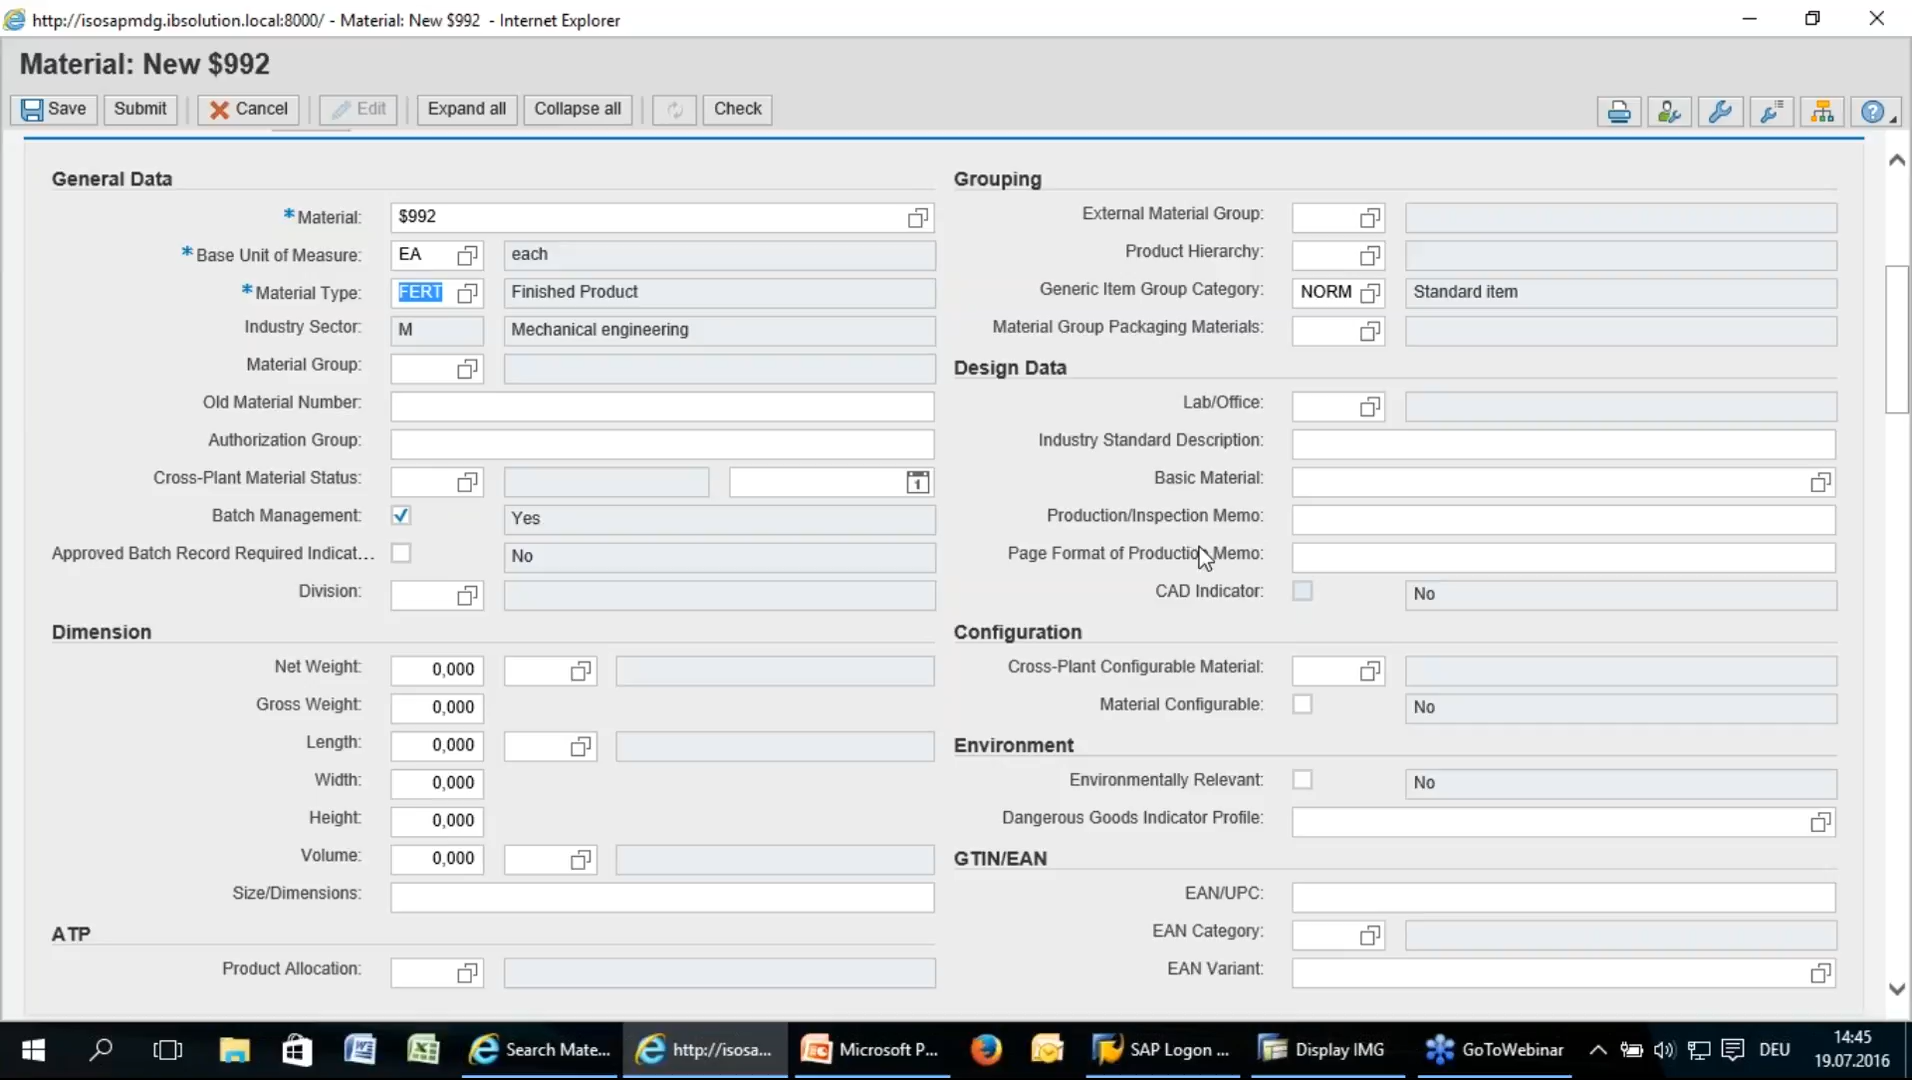 http://isosapmdg.ibsolution.local:8000/ - Material: New $992 - Internet Explorer
Material: New $992
Save Submit Cancel Edit Expand all Collapse all Check
General Data
* Material: $992
* Base Unit of Measure: EA each
* Material Type: FERT Finished Product
Industry Sector: M Mechanical engineering
Material Group:
Old Material Number:
Authorization Group:
Cross-Plant Material Status: 1
Batch Management: Yes
Approved Batch Record Required Indicat... No
Division:
Dimension
Net Weight: 0,000
Gross Weight: 0,000
Length: 0,000
Width: 0,000
Height: 0,000
Volume: 0,000
Size/Dimensions:
ATP
Product Allocation:
Grouping
External Material Group:
Product Hierarchy:
Generic Item Group Category: NORM Standard item
Material Group Packaging Materials:
Design Data
Lab/Office:
Industry Standard Description:
Basic Material:
Production/Inspection Memo:
Page Format of Production Memo:
CAD Indicator: No
Configuration
Cross-Plant Configurable Material:
Material Configurable: No
Environment
Environmentally Relevant: No
Dangerous Goods Indicator Profile:
GTIN/EAN
EAN/UPC:
EAN Category:
EAN Variant:
Search Mate... http://isosa... Microsoft P... SAP Logon ... Display IMG GoToWebinar DEU 14:45
19.07.2016